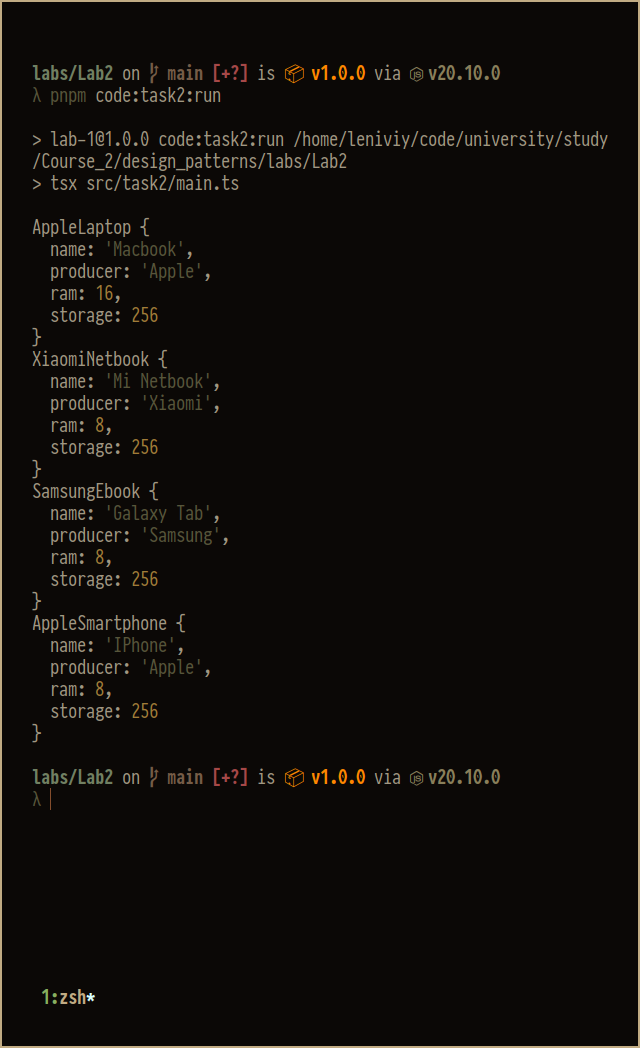 labs/Lab2 on main [+?] is 📦 v1.0.0 via v20.10.0
λ pnpm code:task2:run
> lab-1@1.0.0 code:task2:run /home/leniviy/code/university/study
/Course_2/design_patterns/labs/Lab2
> tsx src/task2/main.ts
AppleLaptop {
  name: 'Macbook',
  producer: 'Apple',
  ram: 16,
  storage: 256
}
XiaomiNetbook {
  name: 'Mi Netbook',
  producer: 'Xiaomi',
  ram: 8,
  storage: 256
}
SamsungEbook {
  name: 'Galaxy Tab',
  producer: 'Samsung',
  ram: 8,
  storage: 256
}
AppleSmartphone {
  name: 'IPhone',
  producer: 'Apple',
  ram: 8,
  storage: 256
}
labs/Lab2 on main [+?] is 📦 v1.0.0 via v20.10.0
λ
1:zsh*